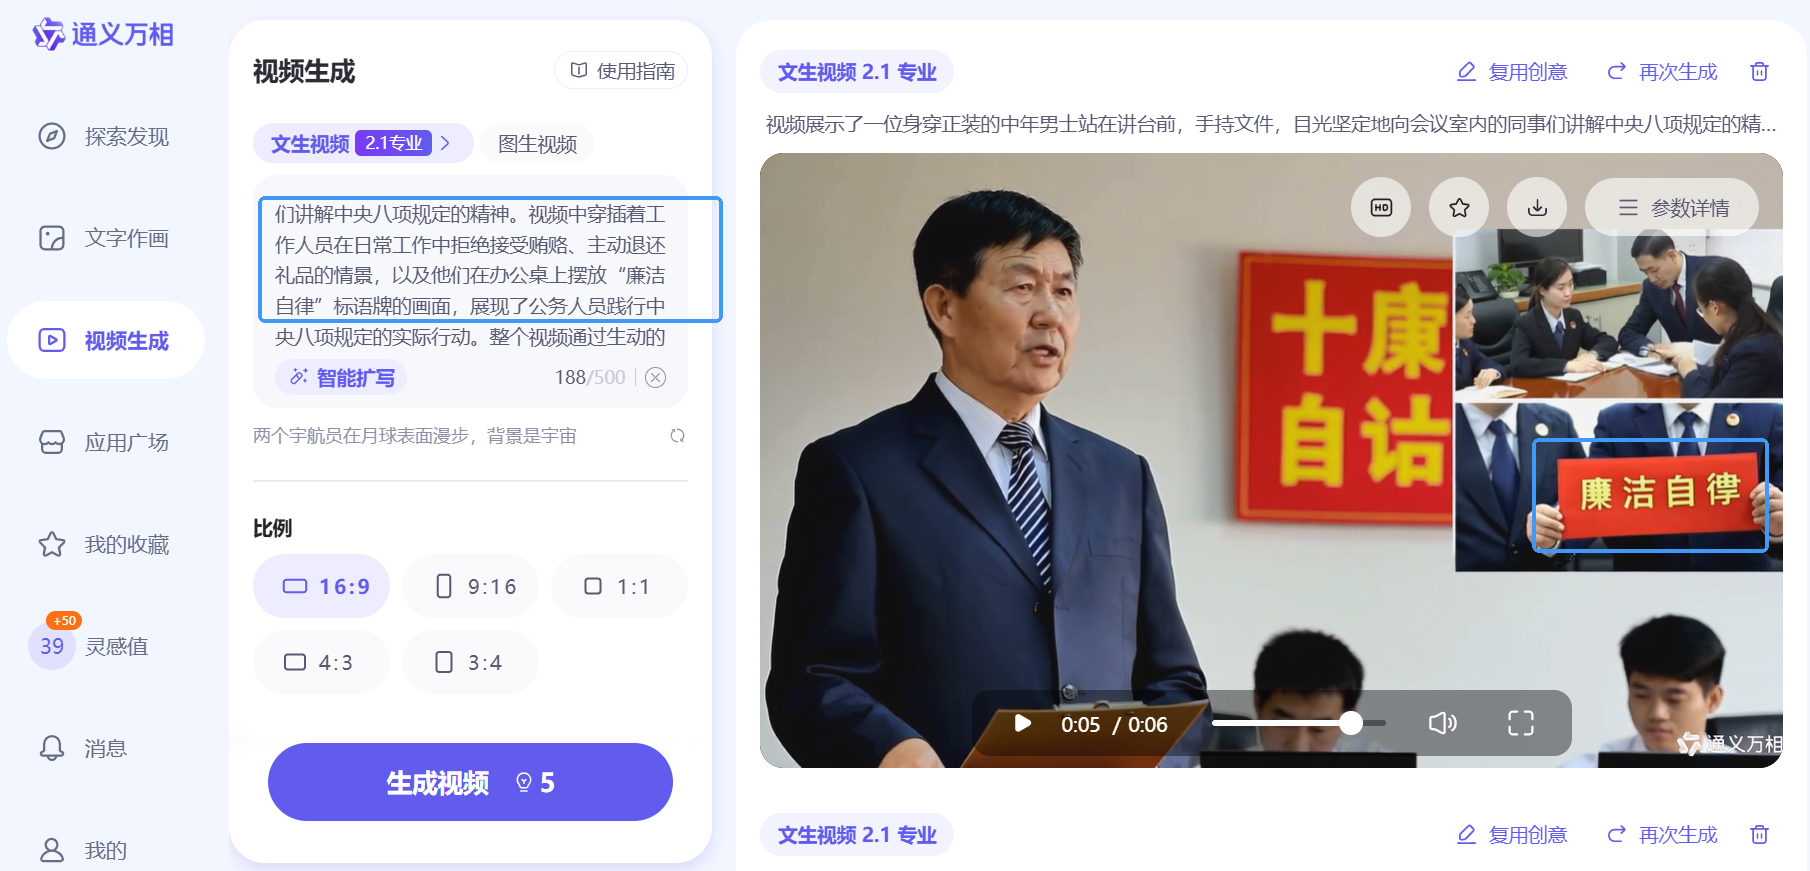 通义万相
探索发现
文字作画
视频生成
应用广场
我的收藏
+50
39 灵感值
消息
我的
视频生成
使用指南
文生视频 2.1专业
图生视频
们讲解中央八项规定的精神。视频中穿插着工
作人员在日常工作中拒绝接受贿赂、主动退还
礼品的情景，以及他们在办公桌上摆放“廉洁
自律”标语牌的画面，展现了公务人员践行中
央八项规定的实际行动。整个视频通过生动的
智能扩写
188/500
两个宇航员在月球表面漫步，背景是宇宙
比例
16:9
9:16
1:1
4:3
3:4
生成视频 5
文生视频 2.1 专业
复用创意
再次生成
视频展示了一位身穿正装的中年男士站在讲台前，手持文件，目光坚定地向会议室内的同事们讲解中央八项规定的精...
HD
参数详情
十
自
廉洁自
0:05 / 0:06
通义万相
文生视频 2.1 专业
复用创意
再次生成